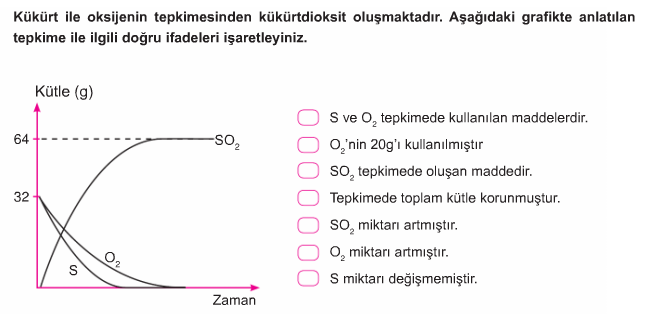 Kükürt ile oksijenin tepkimesinden kükürtdioksit oluşmaktadır. Aşağıdaki grafikte anlatılan
tepkime ile ilgili doğru ifadeleri işaretleyiniz.
Kütle (g)
64
SO₂
32
O₂
S
Zaman
S ve O₂ tepkimede kullanılan maddelerdir.
O₂'nin 20g'ı kullanılmıştır
SO₂ tepkimede oluşan maddedir.
Tepkimede toplam kütle korunmuştur.
SO₂ miktarı artmıştır.
O₂ miktarı artmıştır.
S miktarı değişmemiştir.